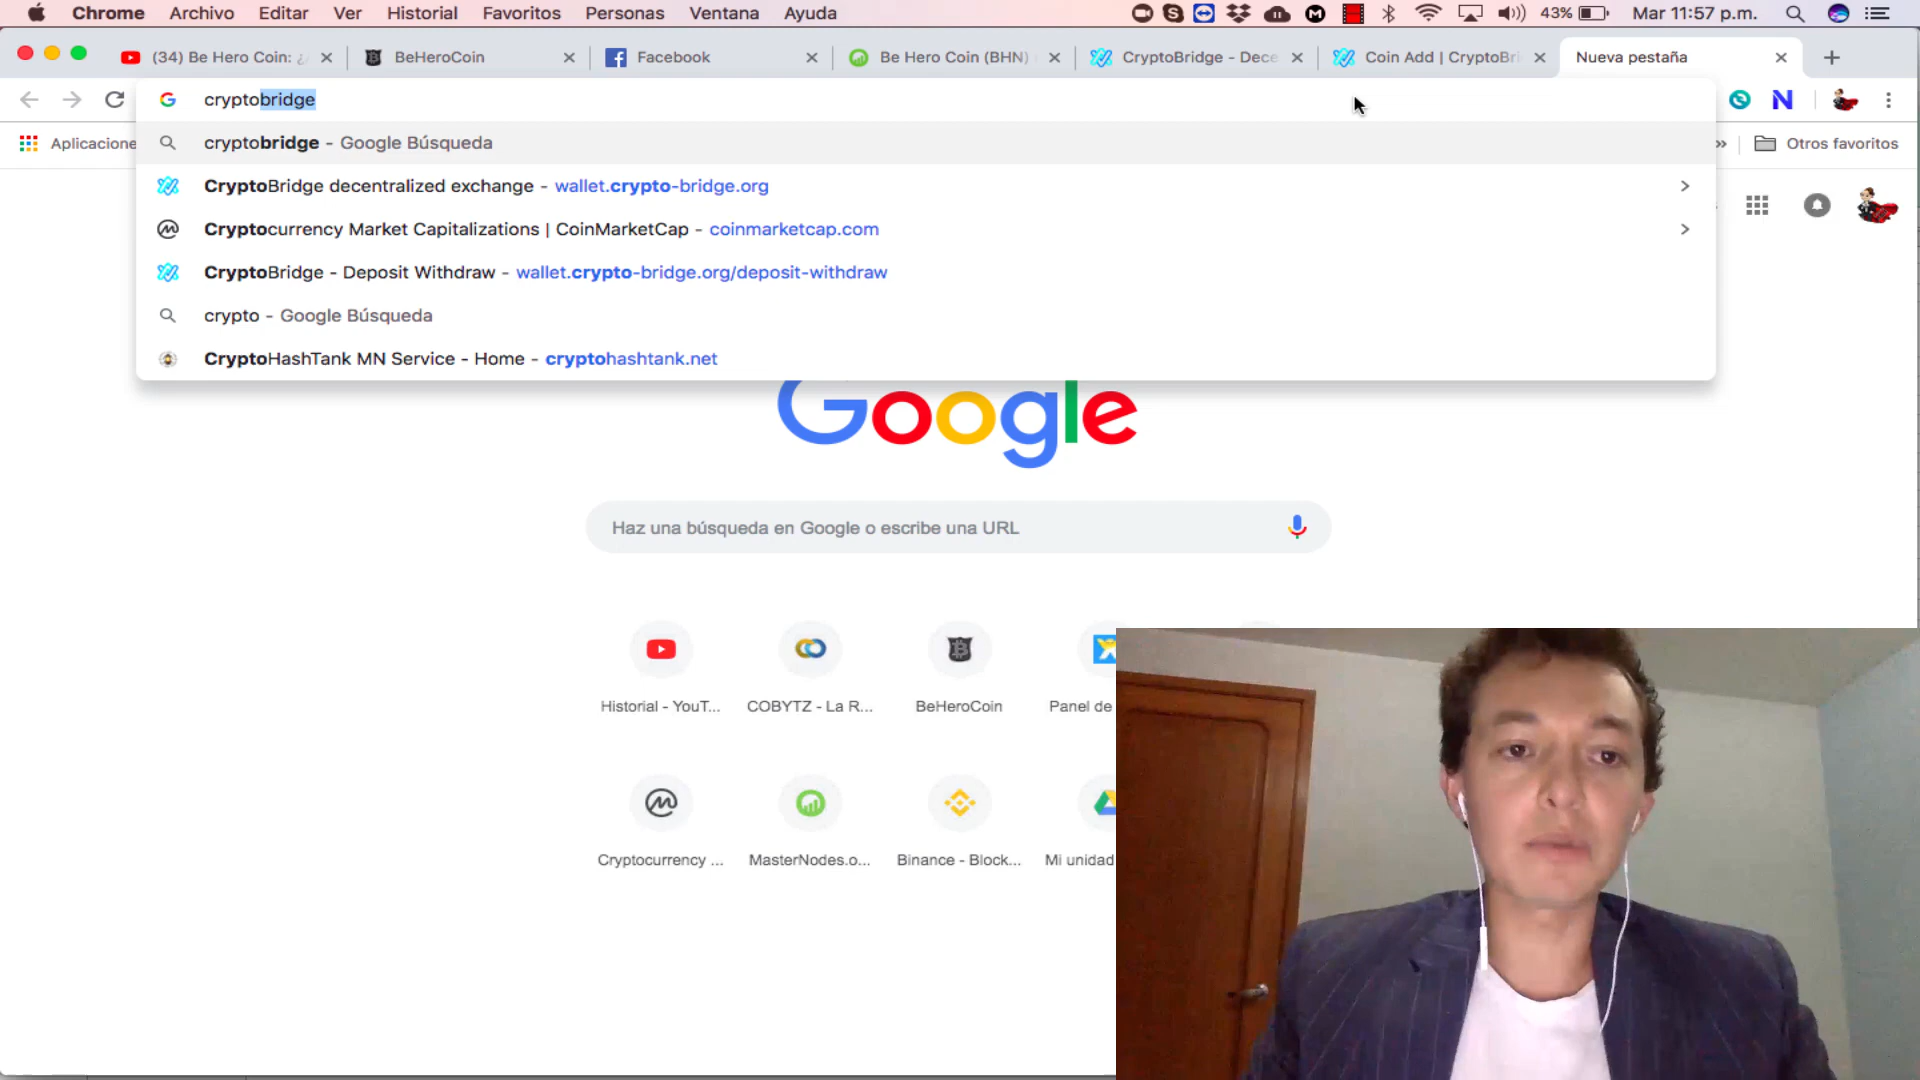 Chrome Archivo Editar Ver Historial Favoritos Personas Ventana Ayuda 43% Mar 11:57 p.m.
(34) Be Hero Coin: ¿ BeHeroCoin Facebook Be Hero Coin (BHN) CryptoBridge - Dece Coin Add | CryptoBri Nueva pestaña
cryptobridge
Aplicacione Otros favoritos
cryptobridge - Google Búsqueda
CryptoBridge decentralized exchange - wallet.crypto-bridge.org
Cryptocurrency Market Capitalizations | CoinMarketCap - coinmarketcap.com
CryptoBridge - Deposit Withdraw - wallet.crypto-bridge.org/deposit-withdraw
crypto - Google Búsqueda
CryptoHashTank MN Service - Home - cryptohashtank.net
Google
Haz una búsqueda en Google o escribe una URL
Historial - YouT... COBYTZ - La R... BeHeroCoin Panel de
Cryptocurrency ... MasterNodes.o... Binance - Block... Mi unidad